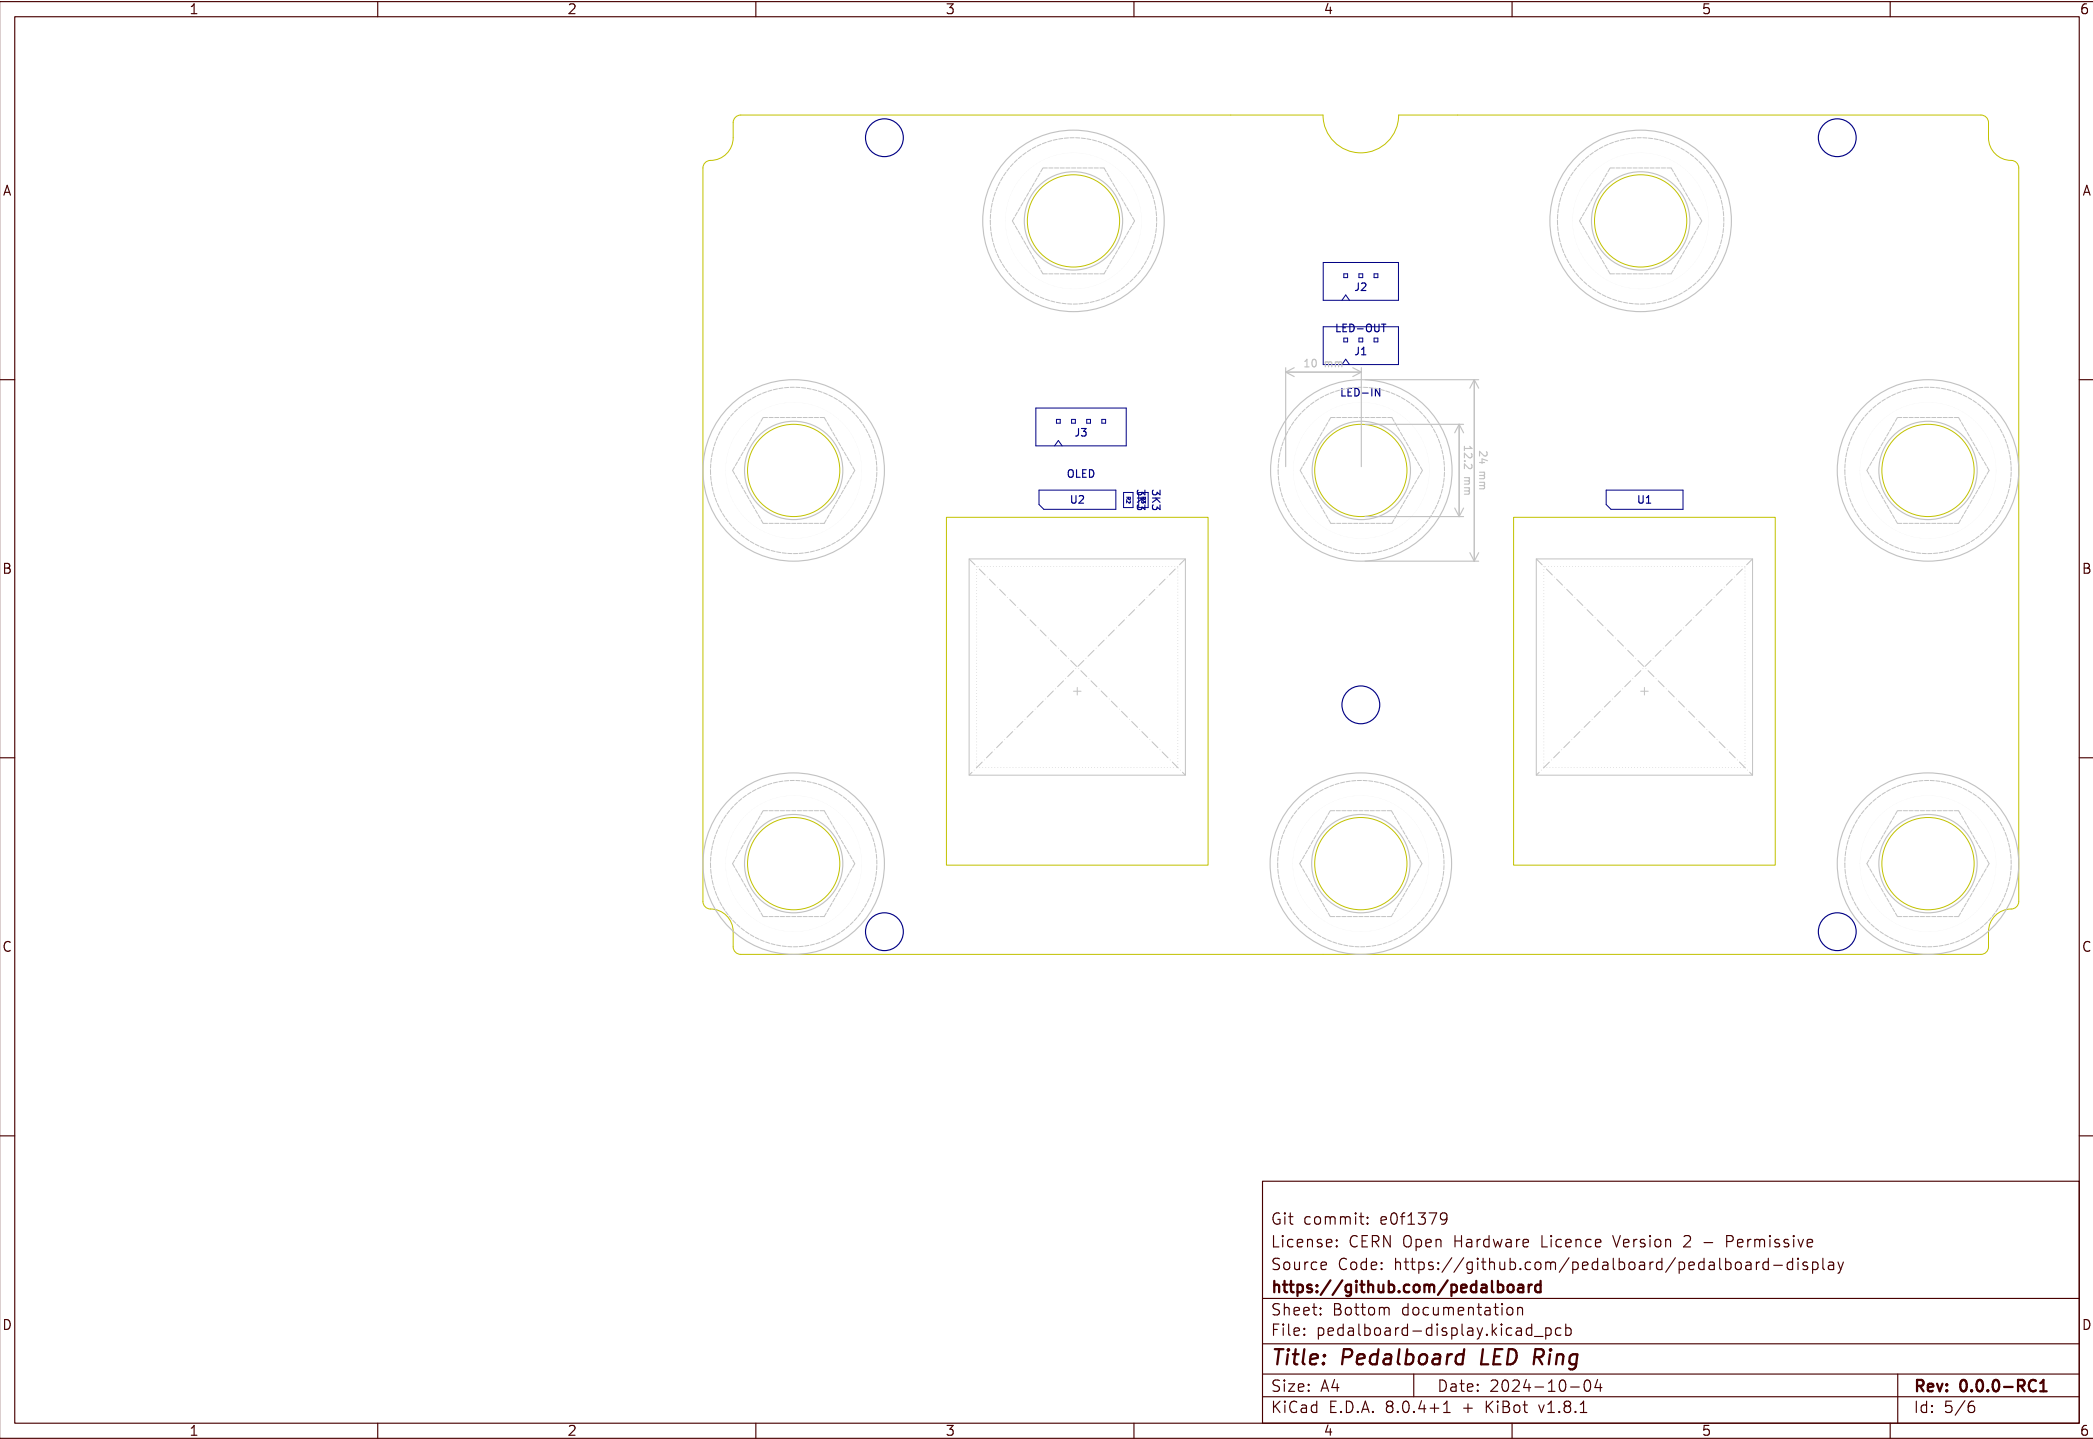 1 2 3 4 5 6
A A
J2
LED-OUT
J1
10 mm
LED-IN
J3
12.2 mm
24 mm
OLED
U2
R2
3K3
3K3
U1
B B
C C
Git commit: e0f1379
License: CERN Open Hardware Licence Version 2 - Permissive
Source Code: https://github.com/pedalboard/pedalboard-display
https://github.com/pedalboard
Sheet: Bottom documentation
D D
File: pedalboard-display.kicad_pcb
Title: Pedalboard LED Ring
Size: A4 Date: 2024-10-04 Rev: 0.0.0-RC1
KiCad E.D.A. 8.0.4+1 + KiBot v1.8.1 Id: 5/6
1 2 3 4 5 6